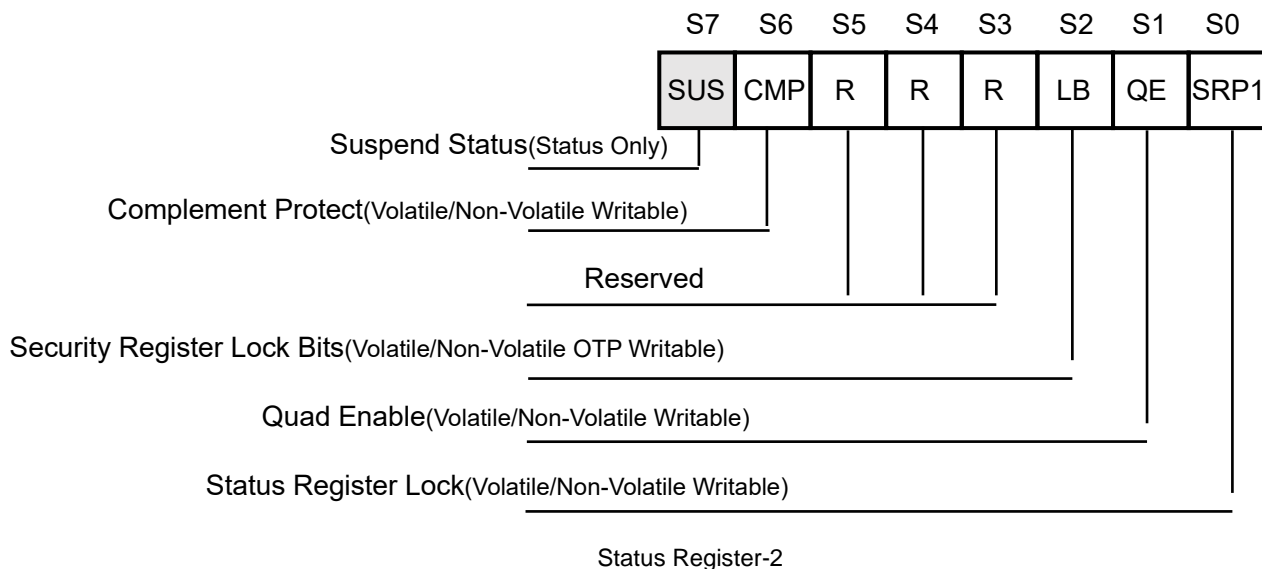 S7 S6 S5 S4 S3 S2 S1 S0
SUS CMP R R R LB QE SRP1
Suspend Status(Status Only)
Complement Protect(Volatile/Non-Volatile Writable)
Reserved
Security Register Lock Bits(Volatile/Non-Volatile OTP Writable)
Quad Enable(Volatile/Non-Volatile Writable)
Status Register Lock(Volatile/Non-Volatile Writable)
Status Register-2